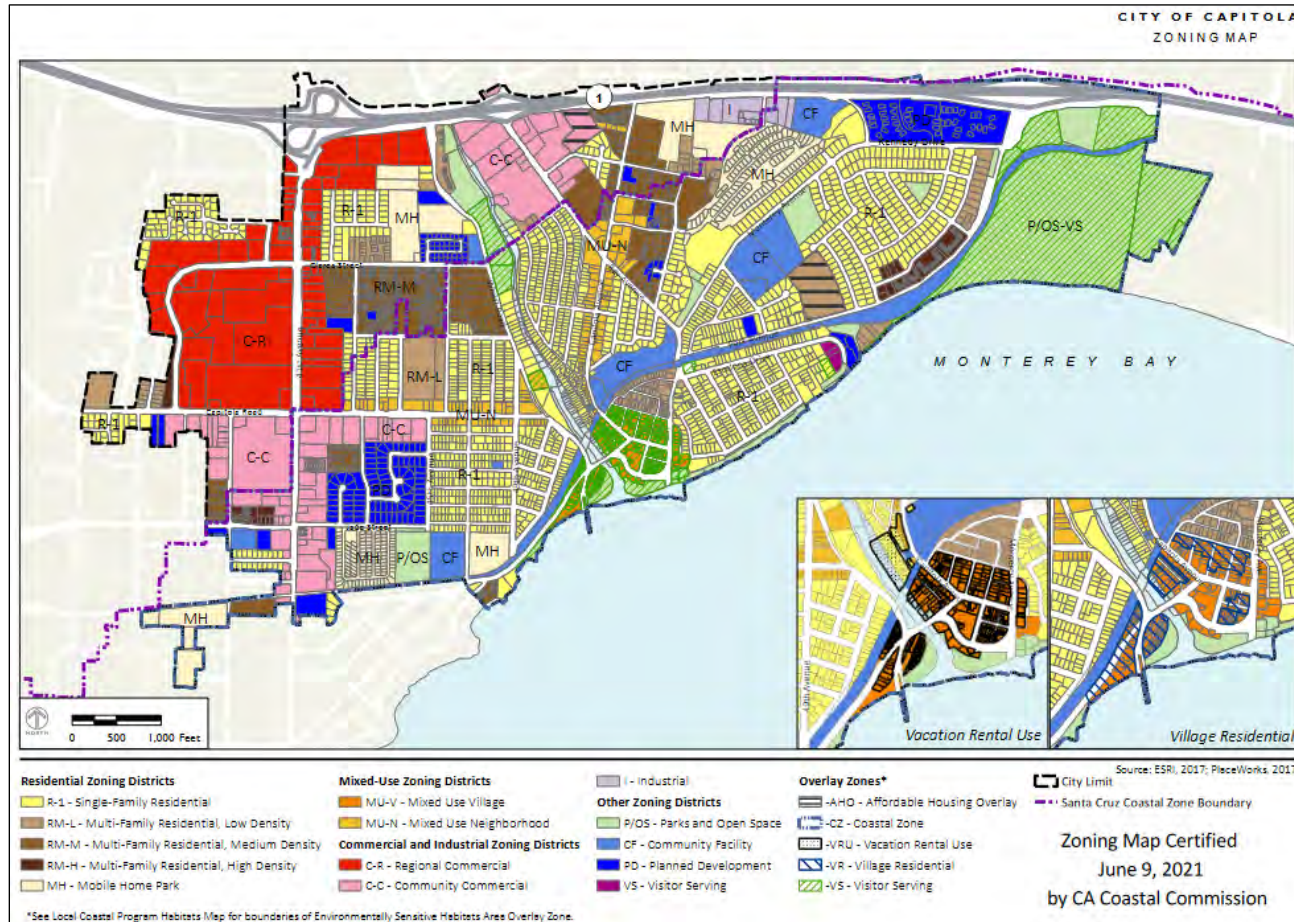 CITY OF CAPITOLA
ZONING MAP
1
I
CF
MH
PD
Kennedy Drive
C-C
MH
R-1
R-1
MH
R-1
P/OS-VS
MU-N
CF
RM-M
C-R
CF
MONTEREY BAY
RM-L
R-1
R-1
Capitola Road
R-1
MU-N
C-C
C-C
R-1
Jade Street
MH
P/OS
CF
MH
MH
NORTH
0 500 1,000 Feet
Vacation Rental Use
Village Residential
Source: ESRI, 2017; PlaceWorks, 2017
Residential Zoning Districts
R-1 - Single-Family Residential
RM-L - Multi-Family Residential, Low Density
RM-M - Multi-Family Residential, Medium Density
RM-H - Multi-Family Residential, High Density
MH - Mobile Home Park
Mixed-Use Zoning Districts
MU-V - Mixed Use Village
MU-N - Mixed Use Neighborhood
Commercial and Industrial Zoning Districts
C-R - Regional Commercial
C-C - Community Commercial
I - Industrial
Other Zoning Districts
P/OS - Parks and Open Space
CF - Community Facility
PD - Planned Development
VS - Visitor Serving
Overlay Zones*
-AHO - Affordable Housing Overlay
-CZ - Coastal Zone
-VRU - Vacation Rental Use
-VR - Village Residential
-VS - Visitor Serving
City Limit
Santa Cruz Coastal Zone Boundary
Zoning Map Certified
June 9, 2021
by CA Coastal Commission
*See Local Coastal Program Habitats Map for boundaries of Environmentally Sensitive Habitats Area Overlay Zone.